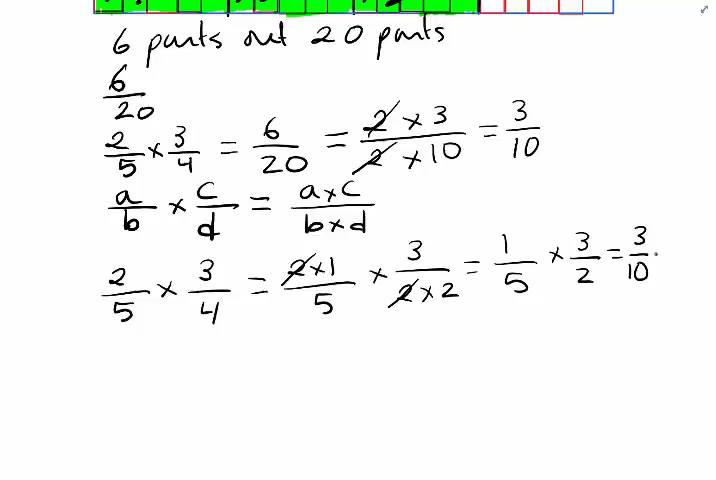 6 parts out 20 parts
6/20
2/5 × 3/4 = 6/20 = 2 × 3 / 2 × 10 = 3/10
a/b × c/d = a×c / b×d
2/5 × 3/4 = 2×1 / 5 × 3 / 2×2 = 1/5 × 3/2 = 3/10